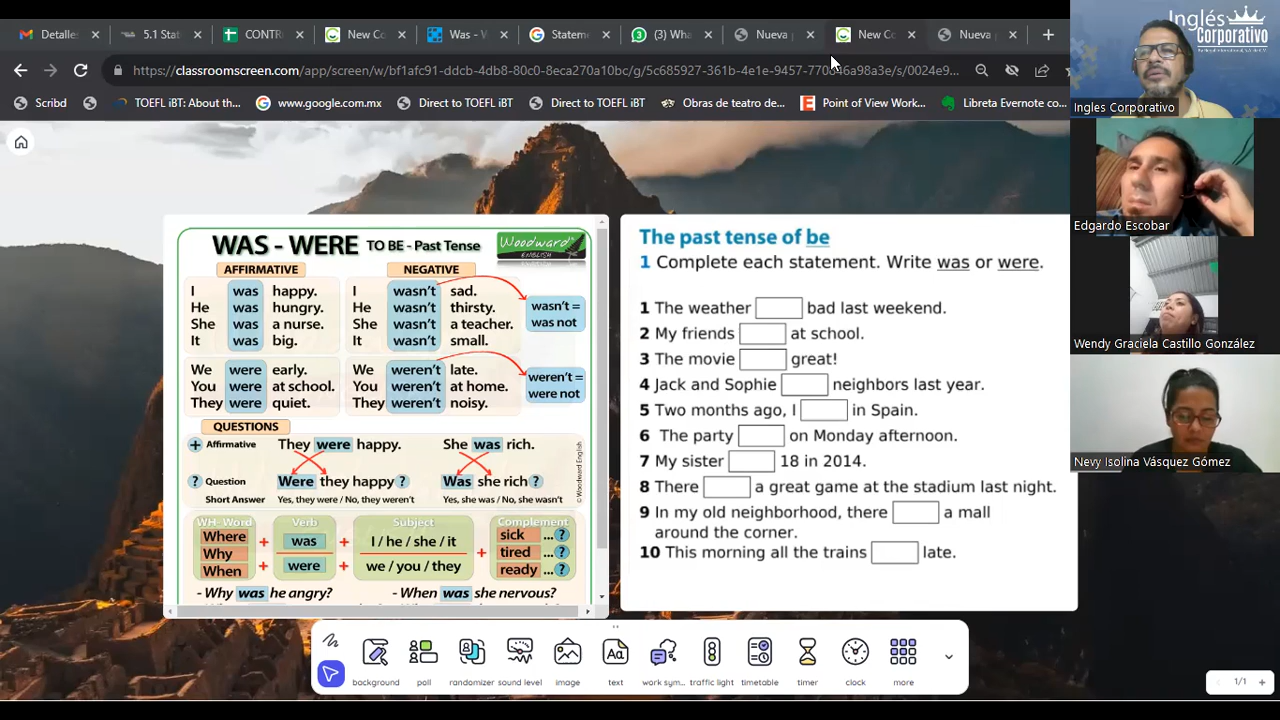 Detalles
5.1 Stat
CONTR
New Co
Was - W
Statem
(3) Wha
Nueva
New Co
Nueva p
https://classroomscreen.com/app/screen/w/bf1afc91-
Scribd
TOEFL iBT: About th...
www.google.com.mx
Direct to TOEFL iBT
Direct to TOEFL iBT
Obras de teatro de...
Point of View Work...
Libreta Evernote co...
Inglés
Corporativo
Ingles Corporativo
Edgardo Escobar
Wendy Graciela Castillo González
Nevy Isolina Vásquez Gómez
WAS - WERE TO BE - Past Tense
Woodward
ENGLISH
AFFIRMATIVE
I was happy.
He was hungry.
She was a nurse.
It was big.
We were early.
You were at school.
They were quiet.
NEGATIVE
I wasn't sad.
He wasn't thirsty.
She wasn't a teacher.
It wasn't small.
We weren't late.
You weren't at home.
They weren't noisy.
wasn't =
was not
weren't =
were not
QUESTIONS
+ Affirmative They were happy. She was rich.
? Question Were they happy? Was she rich?
Short Answer Yes, they were / No, they weren't Yes, she was / No, she wasn't
© Woodward English
WH- Word Verb Subject Complement
Where
Why
When
+ was + I / he / she / it
+ were + we / you / they
+
sick ...?
tired ...?
ready ...?
- Why was he angry? - When was she nervous?
The past tense of be
1 Complete each statement. Write was or were.
1 The weather bad last weekend.
2 My friends at school.
3 The movie great!
4 Jack and Sophie neighbors last year.
5 Two months ago, I in Spain.
6 The party on Monday afternoon.
7 My sister 18 in 2014.
8 There a great game at the stadium last night.
9 In my old neighborhood, there a mall
around the corner.
10 This morning all the trains late.
background
poll
randomizer
sound level
image
text
work sym...
traffic light
timetable
timer
clock
more
1/1